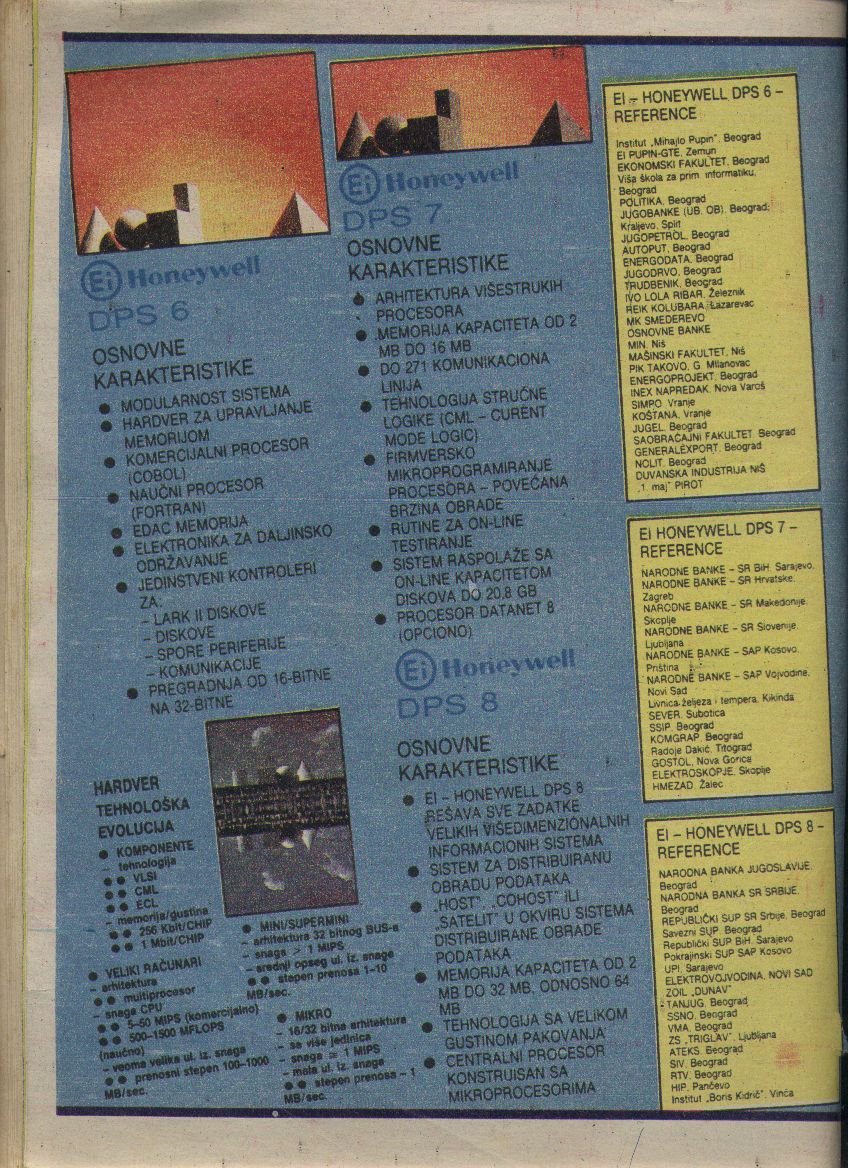 Ei Honeywell
DPS 6
OSNOVNE
KARAKTERISTIKE
● MODULARNOST SISTEMA
● HARDVER ZA UPRAVLJANJE
MEMORIJOM
● KOMERCIJALNI PROCESOR
(COBOL)
● NAUČNI PROCESOR
(FORTRAN)
● EDAC MEMORIJA
● ELEKTRONIKA ZA DALJINSKO
ODRŽAVANJE
● JEDINSTVENI KONTROLERI
ZA:
– LARK II DISKOVE
– DISKOVE
– SPORE PERIFERIJE
– KOMUNIKACIJE
● PREGRADNJA OD 16-BITNE
NA 32-BITNE
HARDVER
TEHNOLOŠKA
EVOLUCIJA
● KOMPONENTE
– tehnologija
● ● VLSI
● ● CML
● ● ECL
– memorija/gustina
● ● 256 Kbit/CHIP
● ● 1 Mbit/CHIP
● VELIKI RAČUNARI
– arhitektura
● ● multiprocesor
– snaga CPU
● ● 5–50 MIPS (komercijalno)
● ● 500–1500 MFLOPS
(naučno)
– veoma velika ul. iz. snaga
● ● prenosni stepen 100–1000
MB/sec.
● MINI/SUPERMINI
– arhitektura 32 bitnog BUS-a
– snaga ≥ 1 MIPS
– srednji opseg ul. iz. snage
● ● stepen prenosa 1–10
MB/sec.
● MIKRO
– 16/32 bitna arhitektura
– sa više jedinica
– snaga ≃ 1 MIPS
– mala ul. iz. snaga
● ● stepen prenosa ~ 1
MB/sec.
Ei Honeywell
DPS 7
OSNOVNE
KARAKTERISTIKE
● ARHITEKTURA VIŠESTRUKIH
PROCESORA
● MEMORIJA KAPACITETA OD 2
MB DO 16 MB
● DO 271 KOMUNIKACIONA
LINIJA
● TEHNOLOGIJA STRUČNE
LOGIKE (CML – CURENT
MODE LOGIC)
● FIRMVERSKO
MIKROPROGRAMIRANJE
PROCESORA – POVEĆANA
BRZINA OBRADE
● RUTINE ZA ON-LINE
TESTIRANJE
● SISTEM RASPOLAŽE SA
ON-LINE KAPACITETOM
DISKOVA DO 20,8 GB
● PROCESOR DATANET 8
(OPCIONO)
Ei Honeywell
DPS 8
OSNOVNE
KARAKTERISTIKE
● EI – HONEYWELL DPS 8
REŠAVA SVE ZADATKE
VELIKIH VIŠEDIMENZIONALNIH
INFORMACIONIH SISTEMA
● SISTEM ZA DISTRIBUIRANU
OBRADU PODATAKA
● „HOST", „COHOST" ILI
„SATELIT" U OKVIRU SISTEMA
DISTRIBUIRANE OBRADE
PODATAKA
● MEMORIJA KAPACITETA OD 2
MB DO 32 MB, ODNOSNO 64
MB
● TEHNOLOGIJA SA VELIKOM
GUSTINOM PAKOVANJA
● CENTRALNI PROCESOR
KONSTRUISAN SA
MIKROPROCESORIMA
EI – HONEYWELL DPS 6 –
REFERENCE
Institut „Mihajlo Pupin", Beograd
EI PUPIN-GTE, Zemun
EKONOMSKI FAKULTET, Beograd
Viša škola za prim. informatiku,
Beograd
POLITIKA, Beograd
JUGOBANKE (UB, OB), Beograd,
Kraljevo, Split
JUGOPETROL, Beograd
AUTOPUT, Beograd
ENERGODATA, Beograd
JUGODRVO, Beograd
TRUDBENIK, Beograd
IVO LOLA RIBAR, Železnik
REIK KOLUBARA, Lazarevac
MK SMEDEREVO
OSNOVNE BANKE
MIN, Niš
MAŠINSKI FAKULTET, Niš
PIK TAKOVO, G. Milanovac
ENERGOPROJEKT, Beograd
INEX NAPREDAK, Nova Varoš
SIMPO, Vranje
KOŠTANA, Vranje
JUGEL, Beograd
SAOBRAĆAJNI FAKULTET, Beograd
GENERALEXPORT, Beograd
NOLIT, Beograd
DUVANSKA INDUSTRIJA NIŠ
„1. maj" PIROT
EI HONEYWELL DPS 7 –
REFERENCE
NARODNE BANKE – SR BiH, Sarajevo,
NARODNE BANKE – SR Hrvatske,
Zagreb
NARODNE BANKE – SR Makedonije,
Skoplje
NARODNE BANKE – SR Slovenije,
Ljubljana
NARODNE BANKE – SAP Kosovo,
Priština
NARODNE BANKE – SAP Vojvodine,
Novi Sad
Livnica željeza i tempera, Kikinda
SEVER, Subotica
SSIP, Beograd
KOMGRAP, Beograd
Radoje Dakić, Titograd
GOSTOL, Nova Gorica
ELEKTROSKOPJE, Skoplje
HMEZAD, Žalec
EI – HONEYWELL DPS 8 –
REFERENCE
NARODNA BANKA JUGOSLAVIJE,
Beograd
NARODNA BANKA SR SRBIJE,
Beograd
REPUBLIČKI SUP SR Srbije, Beograd
Savezni SUP, Beograd
Republički SUP BiH, Sarajevo
Pokrajinski SUP SAP Kosovo
UPI, Sarajevo
ELEKTROVOJVODINA, NOVI SAD
ZOIL „DUNAV"
TANJUG, Beograd
SSNO, Beograd
VMA, Beograd
ZS „TRIGLAV", Ljubljana
ATEKS, Beograd
SIV, Beograd
RTV, Beograd
HIP, Pančevo
Institut „Boris Kidrič", Vinča